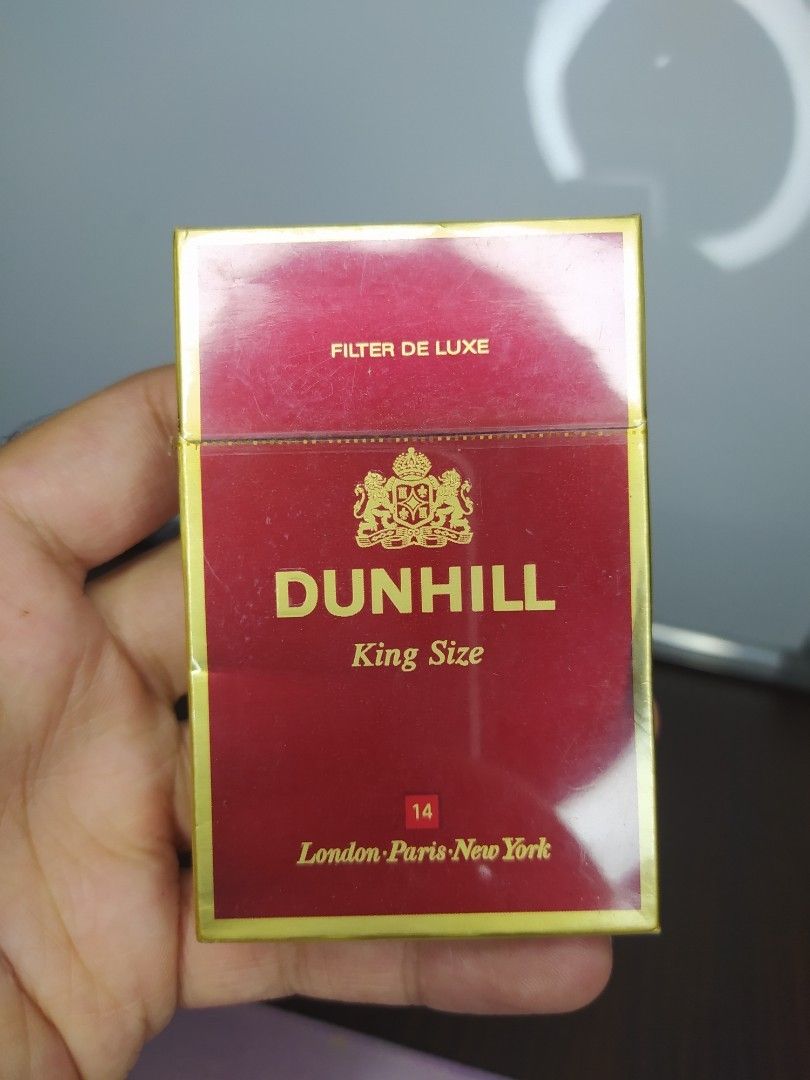 FILTER DE LUXE
DUNHILL
King Size
14
London·Paris·New York